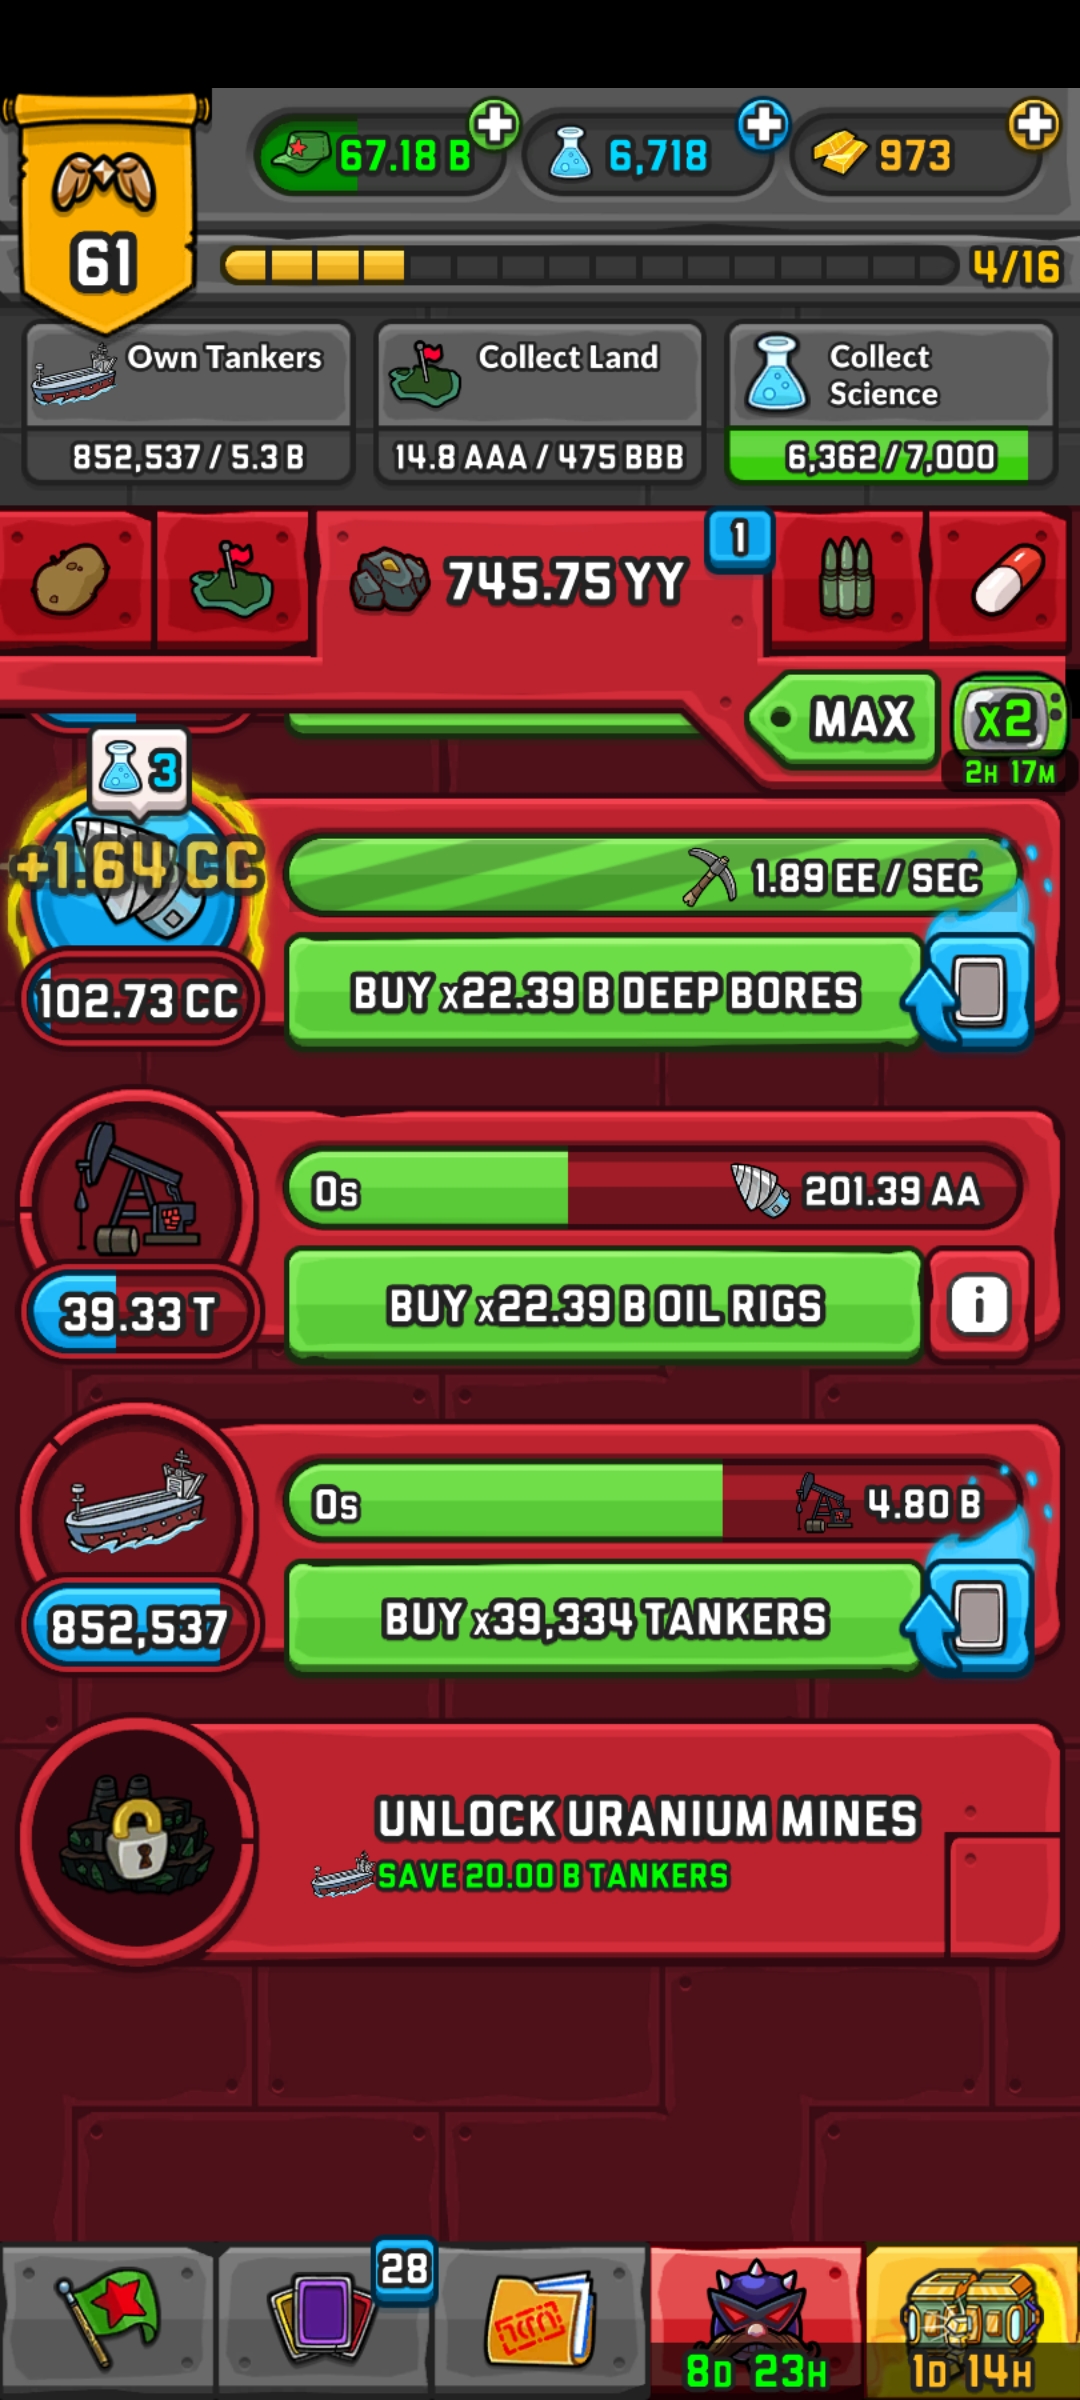 67.18 B
6,718
973
61
4/16
Own Tankers
Collect Land
Collect
Science
852,537 / 5.3 B
14.8 AAA / 475 BBB
6,362 / 7,000
745.75 YY
1
MAX
x2
2H 17M
3
+1.64 CC
1.89 EE / SEC
102.73 CC
BUY x22.39 B DEEP BORES
0s
201.39 AA
39.33 T
BUY x22.39 B OIL RIGS
i
0s
4.80 B
852,537
BUY x39,334 TANKERS
UNLOCK URANIUM MINES
SAVE 20.00 B TANKERS
28
8D 23H
1D 14H